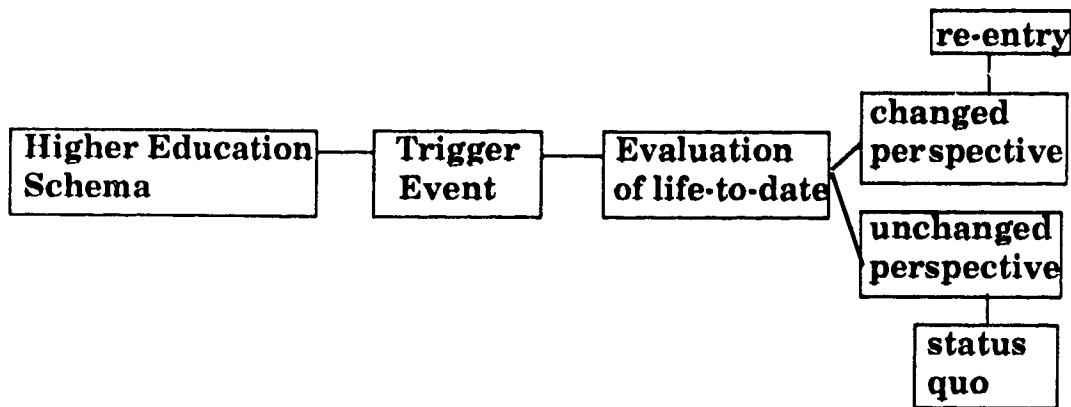 re-entry
Higher Education
Schema
Trigger
Event
Evaluation
of life-to-date
changed
perspective
unchanged
perspective
status
quo